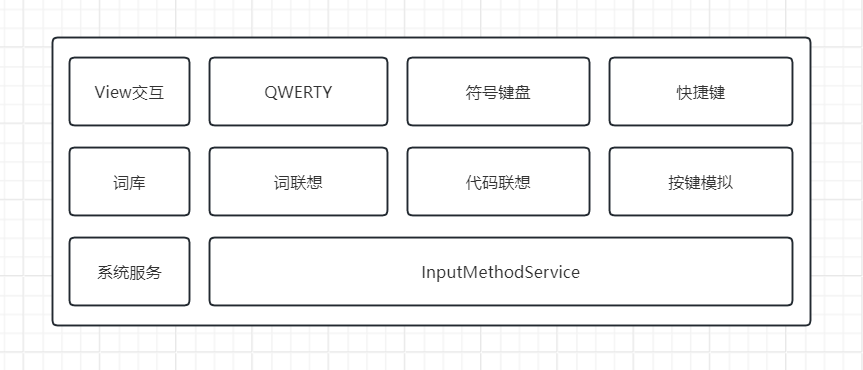 View交互
QWERTY
符号键盘
快捷键
词库
词联想
代码联想
按键模拟
系统服务
InputMethodService